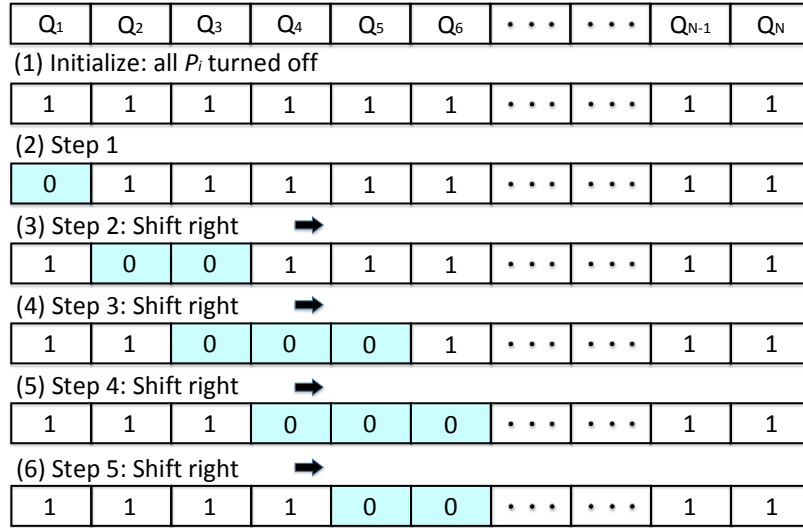 Q1 Q2 Q3 Q4 Q5 Q6 · · · · · · QN-1 QN
(1) Initialize: all Pi turned off
1 1 1 1 1 1 · · · · · · 1 1
(2) Step 1
0 1 1 1 1 1 · · · · · · 1 1
(3) Step 2: Shift right
1 0 0 1 1 1 · · · · · · 1 1
(4) Step 3: Shift right
1 1 0 0 0 1 · · · · · · 1 1
(5) Step 4: Shift right
1 1 1 0 0 0 · · · · · · 1 1
(6) Step 5: Shift right
1 1 1 1 0 0 · · · · · · 1 1